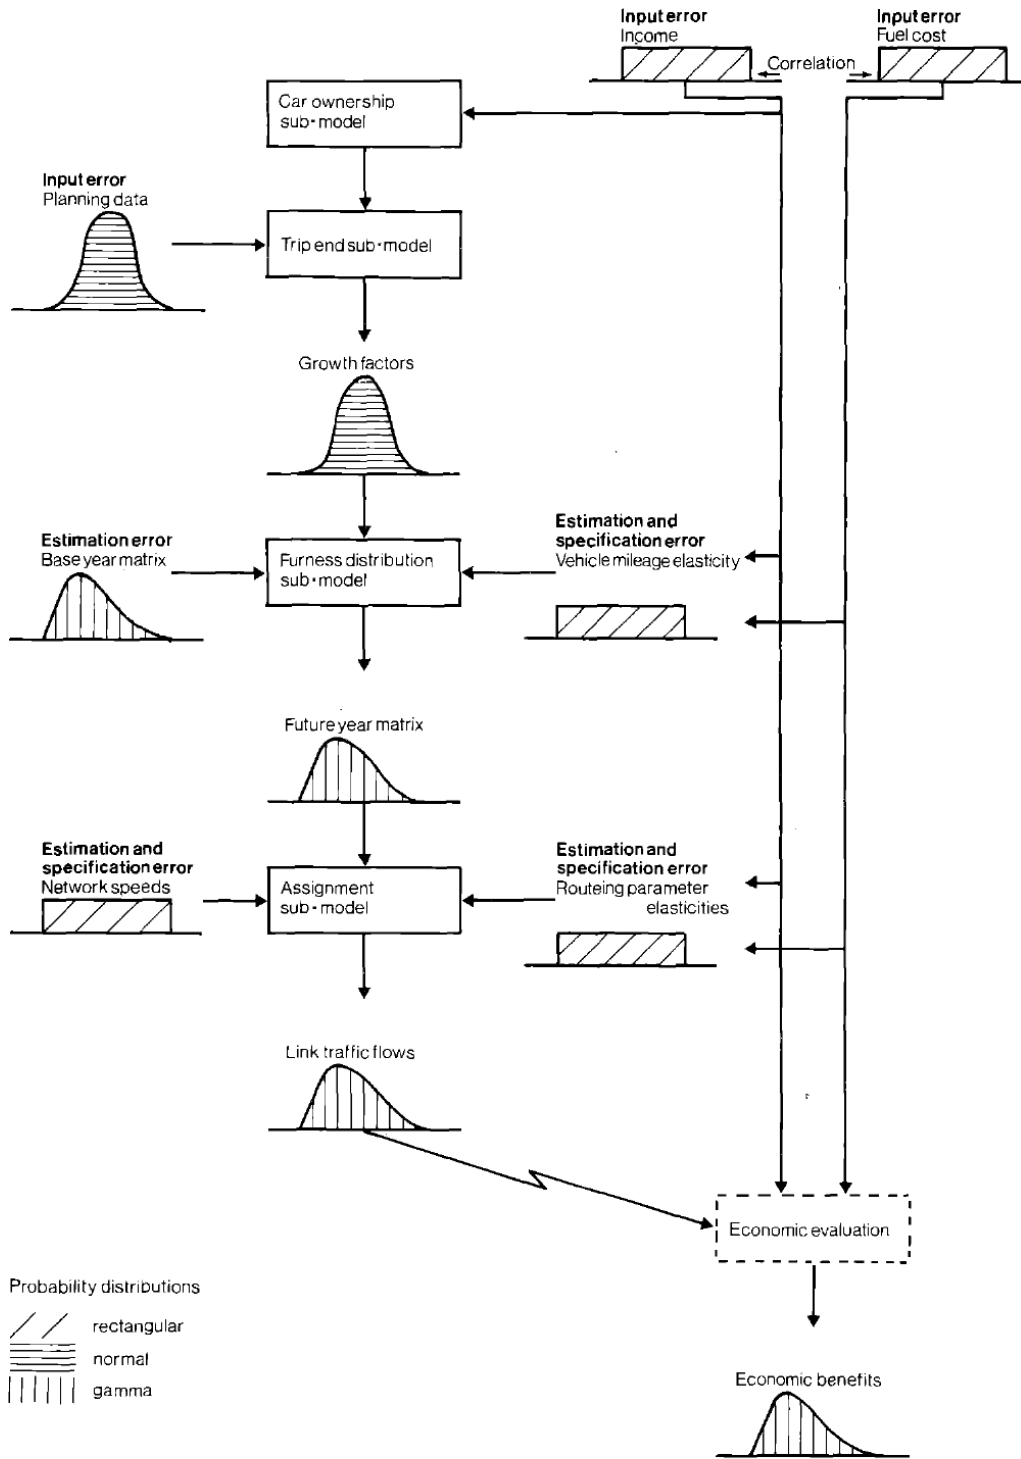 Input error
Income
Input error
Fuel cost
Correlation
Car ownership
sub-model
Input error
Planning data
Trip end sub-model
Growth factors
Estimation error
Base year matrix
Furness distribution
sub-model
Estimation and
specification error
Vehicle mileage elasticity
Future year matrix
Estimation and
specification error
Network speeds
Assignment
sub-model
Estimation and
specification error
Routeing parameter
elasticities
Link traffic flows
Economic evaluation
Probability distributions
rectangular
normal
gamma
Economic benefits